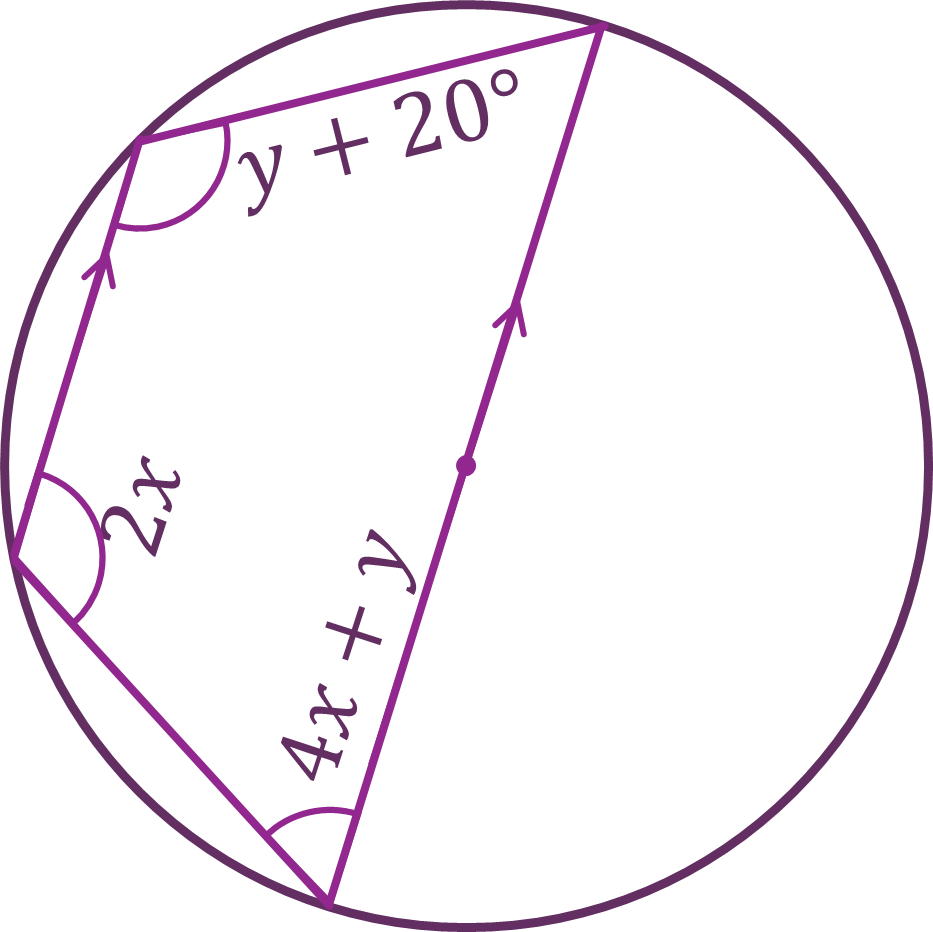 y + 20°
2x
4x + y